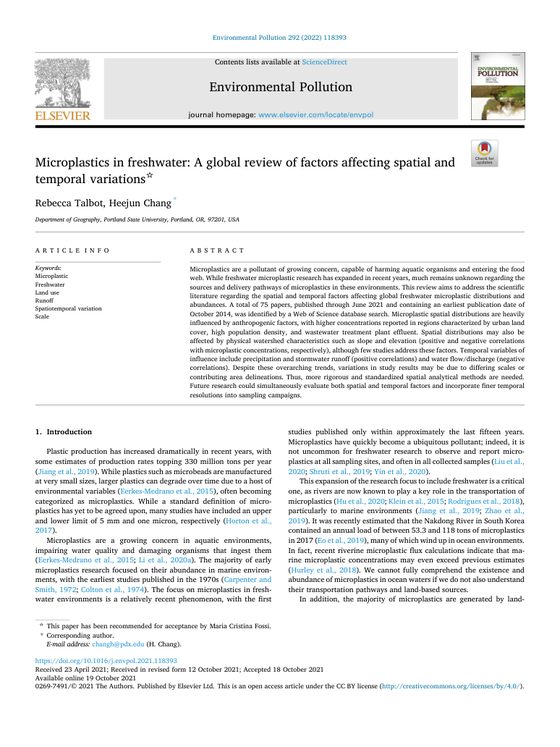 Environmental Pollution 292 (2022) 118393
Contents lists available at ScienceDirect
Environmental Pollution
journal homepage: www.elsevier.com/locate/envpol
ELSEVIER
ENVIRONMENTAL
POLLUTION
Check for
updates
Microplastics in freshwater: A global review of factors affecting spatial and
temporal variations☆
Rebecca Talbot, Heejun Chang *
Department of Geography, Portland State University, Portland, OR, 97201, USA
ARTICLE INFO
Keywords:
Microplastic
Freshwater
Land use
Runoff
Spatiotemporal variation
Scale
ABSTRACT
Microplastics are a pollutant of growing concern, capable of harming aquatic organisms and entering the food
web. While freshwater microplastic research has expanded in recent years, much remains unknown regarding the
sources and delivery pathways of microplastics in these environments. This review aims to address the scientific
literature regarding the spatial and temporal factors affecting global freshwater microplastic distributions and
abundances. A total of 75 papers, published through June 2021 and containing an earliest publication date of
October 2014, was identified by a Web of Science database search. Microplastic spatial distributions are heavily
influenced by anthropogenic factors, with higher concentrations reported in regions characterized by urban land
cover, high population density, and wastewater treatment plant effluent. Spatial distributions may also be
affected by physical watershed characteristics such as slope and elevation (positive and negative correlations
with microplastic concentrations, respectively), although few studies address these factors. Temporal variables of
influence include precipitation and stormwater runoff (positive correlations) and water flow/discharge (negative
correlations). Despite these overarching trends, variations in study results may be due to differing scales or
contributing area delineations. Thus, more rigorous and standardized spatial analytical methods are needed.
Future research could simultaneously evaluate both spatial and temporal factors and incorporate finer temporal
resolutions into sampling campaigns.
1. Introduction
Plastic production has increased dramatically in recent years, with
some estimates of production rates topping 330 million tons per year
(Jiang et al., 2019). While plastics such as microbeads are manufactured
at very small sizes, larger plastics can degrade over time due to a host of
environmental variables (Eerkes-Medrano et al., 2015), often becoming
categorized as microplastics. While a standard definition of micro-
plastics has yet to be agreed upon, many studies have included an upper
and lower limit of 5 mm and one micron, respectively (Horton et al.,
2017).
Microplastics are a growing concern in aquatic environments,
impairing water quality and damaging organisms that ingest them
(Eerkes-Medrano et al., 2015; Li et al., 2020a). The majority of early
microplastics research focused on their abundance in marine environ-
ments, with the earliest studies published in the 1970s (Carpenter and
Smith, 1972; Colton et al., 1974). The focus on microplastics in fresh-
water environments is a relatively recent phenomenon, with the first
studies published only within approximately the last fifteen years.
Microplastics have quickly become a ubiquitous pollutant; indeed, it is
not uncommon for freshwater research to observe and report micro-
plastics at all sampling sites, and often in all collected samples (Liu et al.,
2020; Shruti et al., 2019; Yin et al., 2020).
This expansion of the research focus to include freshwater is a critical
one, as rivers are now known to play a key role in the transportation of
microplastics (Hu et al., 2020; Klein et al., 2015; Rodrigues et al., 2018),
particularly to marine environments (Jiang et al., 2019; Zhao et al.,
2019). It was recently estimated that the Nakdong River in South Korea
contained an annual load of between 53.3 and 118 tons of microplastics
in 2017 (Eo et al., 2019), many of which wind up in ocean environments.
In fact, recent riverine microplastic flux calculations indicate that ma-
rine microplastic concentrations may even exceed previous estimates
(Hurley et al., 2018). We cannot fully comprehend the existence and
abundance of microplastics in ocean waters if we do not also understand
their transportation pathways and land-based sources.
In addition, the majority of microplastics are generated by land-
☆ This paper has been recommended for acceptance by Maria Cristina Fossi.
* Corresponding author.
E-mail address: changh@pdx.edu (H. Chang).
https://doi.org/10.1016/j.envpol.2021.118393
Received 23 April 2021; Received in revised form 12 October 2021; Accepted 18 October 2021
Available online 19 October 2021
0269-7491/© 2021 The Authors. Published by Elsevier Ltd. This is an open access article under the CC BY license (http://creativecommons.org/licenses/by/4.0/).